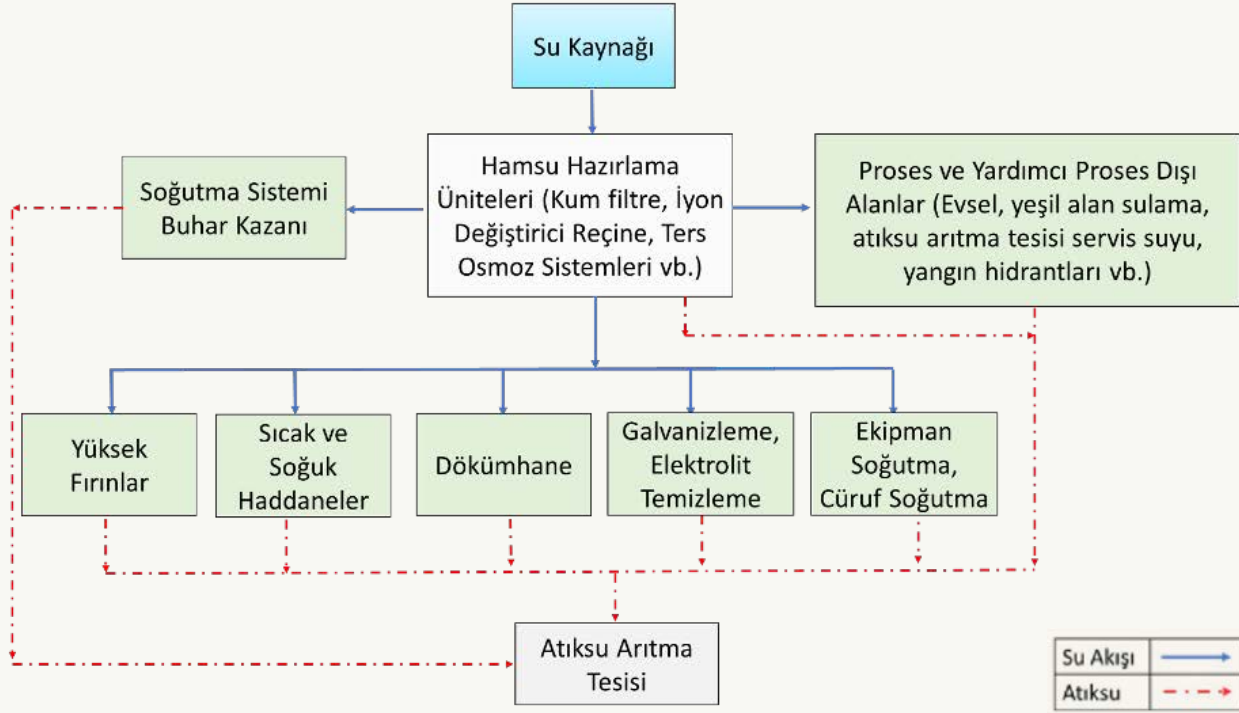 Su Kaynağı
Hamsu Hazırlama
Üniteleri (Kum filtre, İyon
Değiştirici Reçine, Ters
Osmoz Sistemleri vb.)
Soğutma Sistemi
Buhar Kazanı
Proses ve Yardımcı Proses Dışı
Alanlar (Evsel, yeşil alan sulama,
atıksu arıtma tesisi servis suyu,
yangın hidrantları vb.)
Yüksek
Fırınlar
Sıcak ve
Soğuk
Haddaneler
Dökümhane
Galvanizleme,
Elektrolit
Temizleme
Ekipman
Soğutma,
Cüruf Soğutma
Atıksu Arıtma
Tesisi
Su Akışı
Atıksu